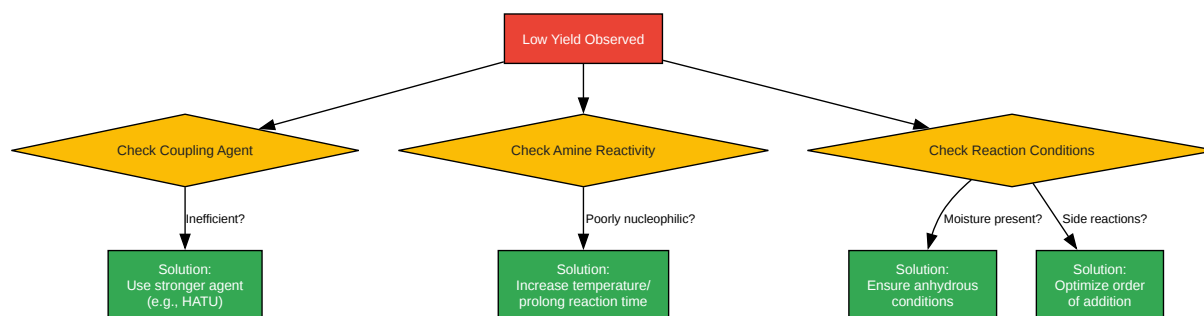 Low Yield Observed
Check Coupling Agent
Check Amine Reactivity
Check Reaction Conditions
Inefficient?
Poorly nucleophilic?
Moisture present?
Side reactions?
Solution:
Use stronger agent
(e.g., HATU)
Solution:
Increase temperature/
prolong reaction time
Solution:
Ensure anhydrous
conditions
Solution:
Optimize order
of addition